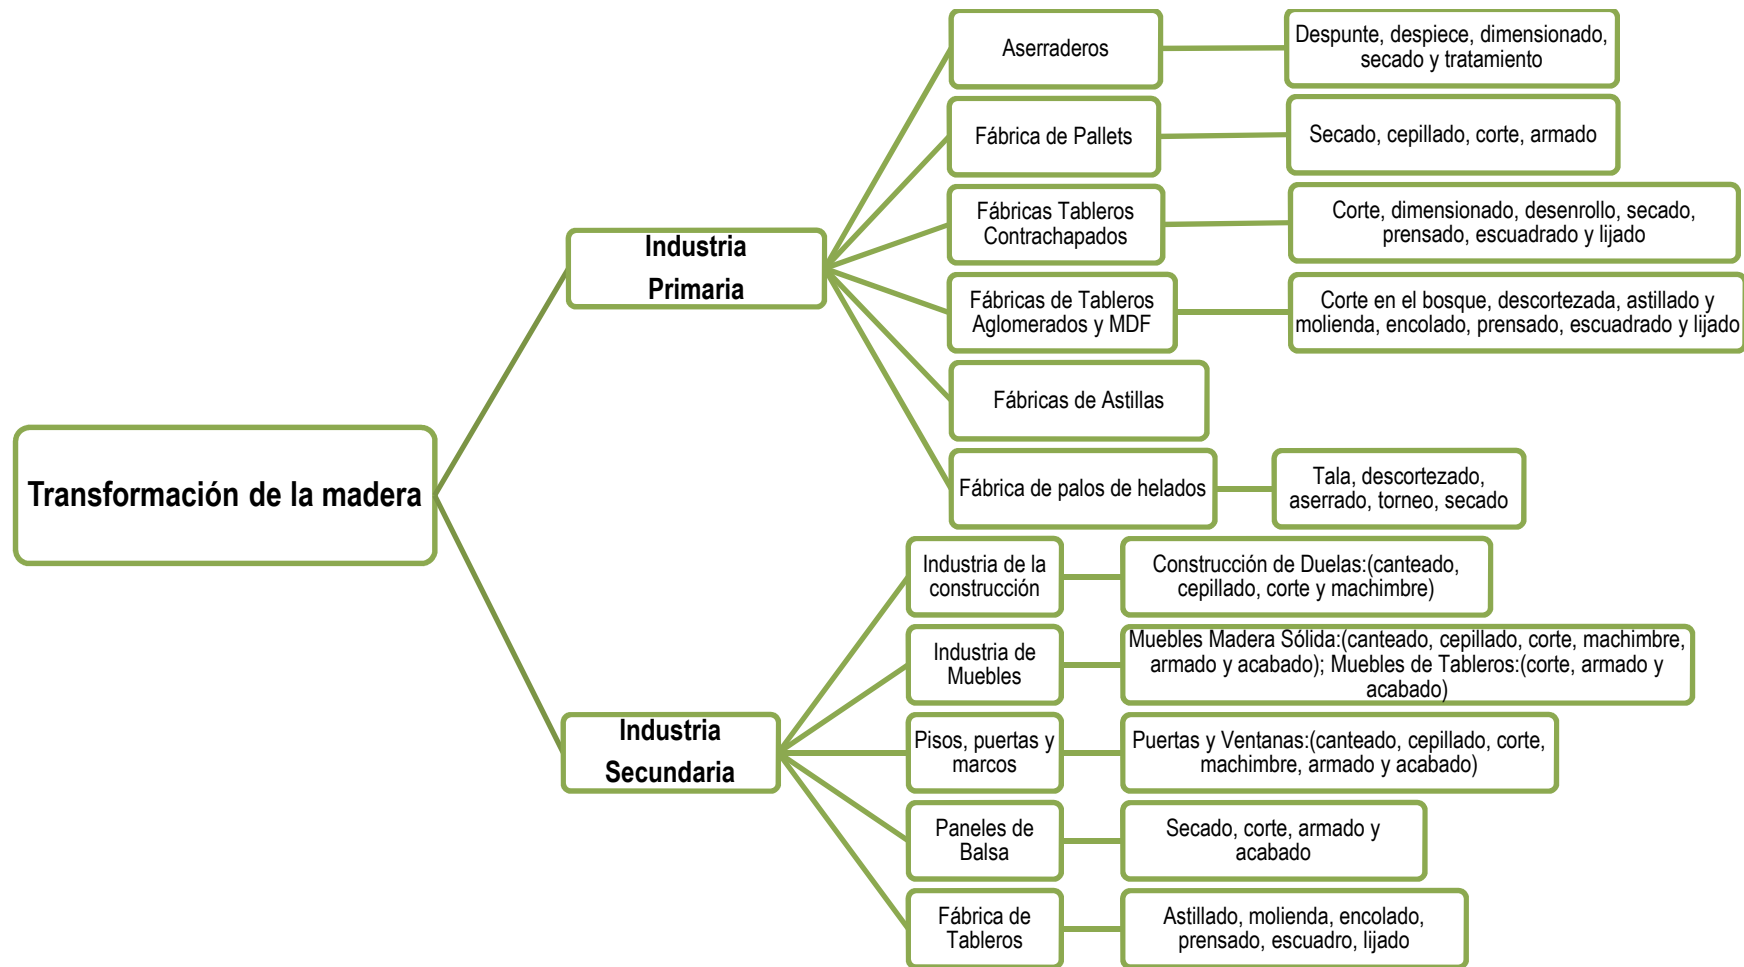 Transformación de la madera
Industria
Primaria
Aserraderos
Despunte, despiece, dimensionado,
secado y tratamiento
Fábrica de Pallets
Secado, cepillado, corte, armado
Fábricas Tableros
Contrachapados
Corte, dimensionado, desenrollo, secado,
prensado, escuadrado y lijado
Fábricas de Tableros
Aglomerados y MDF
Corte en el bosque, descortezada, astillado y
molienda, encolado, prensado, escuadrado y lijado
Fábricas de Astillas
Fábrica de palos de helados
Tala, descortezado,
aserrado, torneo, secado
Industria
Secundaria
Industria de la
construcción
Construcción de Duelas:(canteado,
cepillado, corte y machimbre)
Industria de
Muebles
Muebles Madera Sólida:(canteado, cepillado, corte, machimbre,
armado y acabado); Muebles de Tableros:(corte, armado y
acabado)
Pisos, puertas y
marcos
Puertas y Ventanas:(canteado, cepillado, corte,
machimbre, armado y acabado)
Paneles de
Balsa
Secado, corte, armado y
acabado
Fábrica de
Tableros
Astillado, molienda, encolado,
prensado, escuadro, lijado